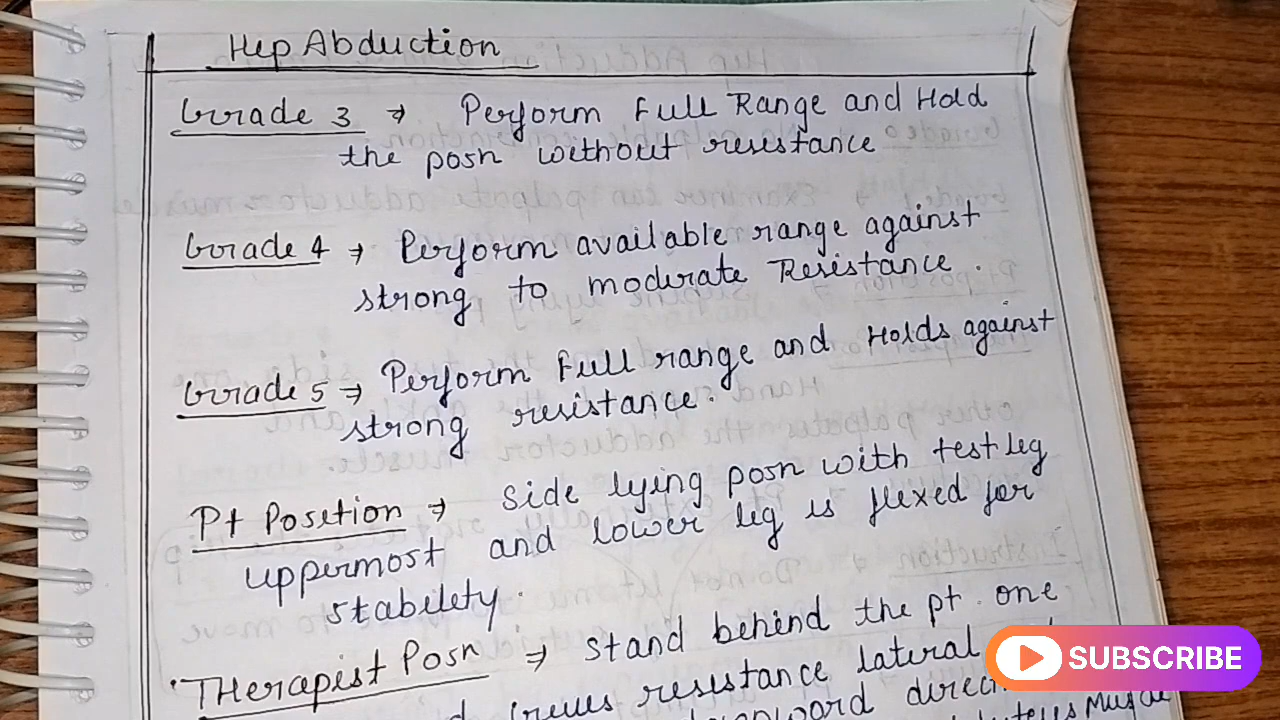 Hip Abduction
Grade 3 → Perform Full Range and Hold
the posn without resistance
Grade 4 → Perform available range against
strong to moderate Resistance.
Grade 5 → Perform Full range and Holds against
strong resistance.
Pt Position → side lying posn with test leg
uppermost and lower leg is flexed for
stability.
Therapist Posn → stand behind the pt. one
resistance lateral
SUBSCRIBE